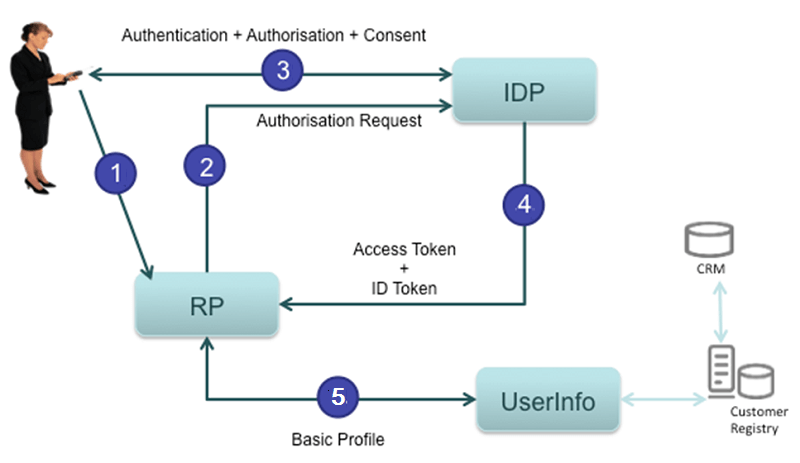 Authentication + Authorisation + Consent
3
IDP
Authorisation Request
2
1
4
Access Token
+
ID Token
CRM
RP
5.
UserInfo
Customer
Registry
Basic Profile